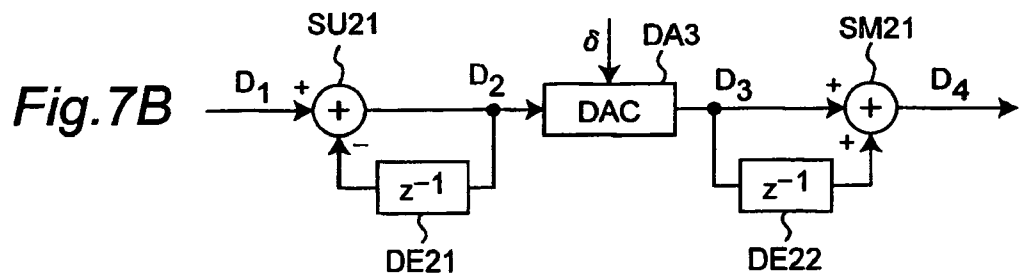 SU21
δ
DA3
SM21
Fig.7B
D₁
+
+
−
D₂
DAC
D₃
+
+
+
D₄
z⁻¹
z⁻¹
DE21
DE22